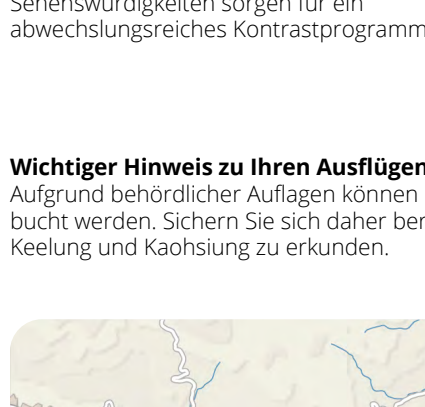 Sehenswürdigkeiten sorgen für ein
abwechslungsreiches Kontrastprogramm
Wichtiger Hinweis zu Ihren Ausflügen
Aufgrund behördlicher Auflagen können
bucht werden. Sichern Sie sich daher ber
Keelung und Kaohsiung zu erkunden.